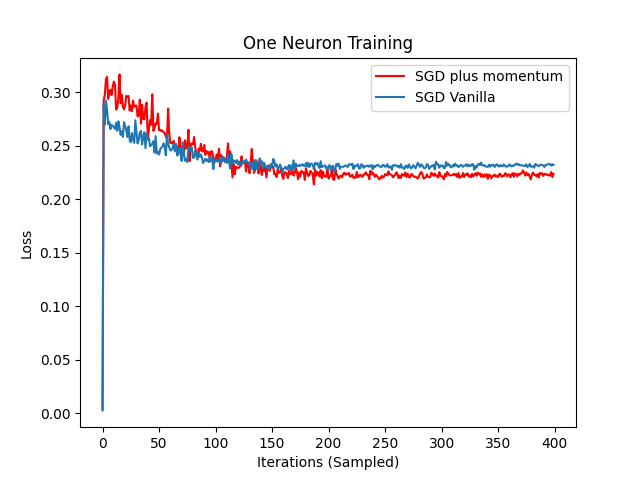 One Neuron Training
SGD plus momentum
SGD Vanilla
Loss
0.30
0.25
0.20
0.15
0.10
0.05
0.00
0 50 100 150 200 250 300 350 400
Iterations (Sampled)